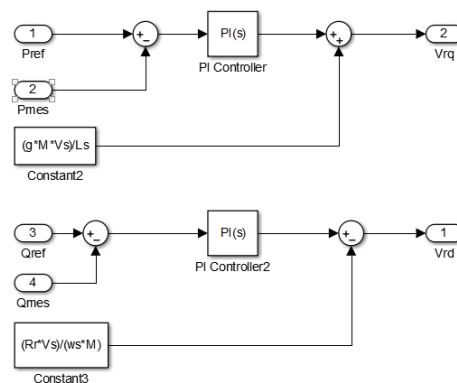 1
Pref
+
−
PI(s)
PI Controller
+
+
2
Vrq
2
Pmes
(g*M*Vs)/Ls
Constant2
3
Qref
+
−
PI(s)
PI Controller2
+
−
1
Vrd
4
Qmes
(Rr*Vs)/(ws*M)
Constant3